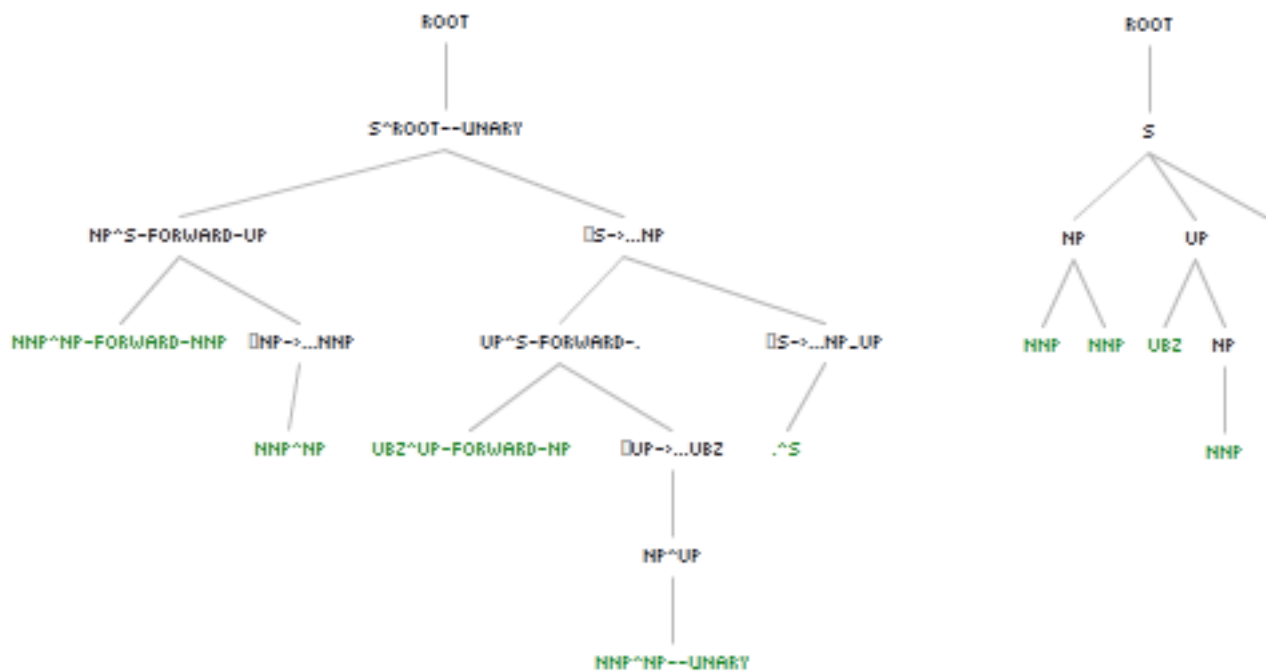 ROOT ROOT
S^ROOT--UNARY S
NP^S-FORWARD-UP □S->...NP NP UP
NNP^NP-FORWARD-NNP □NP->...NNP UP^S-FORWARD-. □S->...NP_UP NNP NNP UBZ NP
NNP^NP UBZ^UP-FORWARD-NP □UP->...UBZ .^S NNP
NP^UP
NNP^NP--UNARY